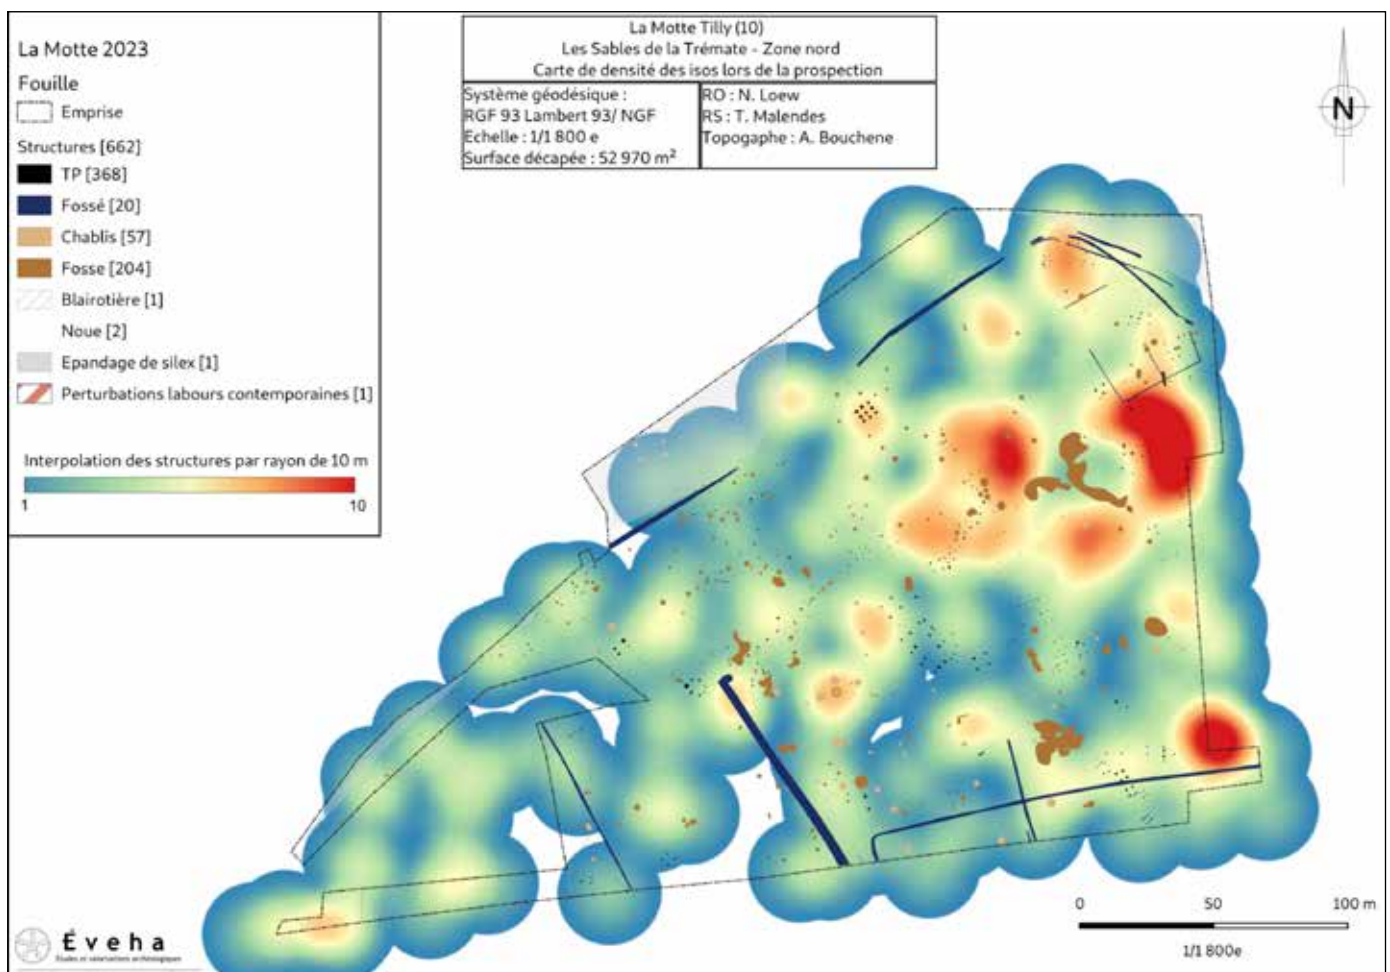 La Motte 2023
Fouille
Emprise
Structures [662]
TP [368]
Fossé [20]
Chablis [57]
Fosse [204]
Blairotière [1]
Noue [2]
Epandage de silex [1]
Perturbations labours contemporaines [1]
Interpolation des structures par rayon de 10 m
1 10
La Motte Tilly (10)
Les Sables de la Trémate - Zone nord
Carte de densité des isos lors de la prospection
Système géodésique :
RGF 93 Lambert 93/ NGF
Echelle : 1/1 800 e
Surface décapée : 52 970 m²
RO : N. Loew
RS : T. Malendes
Topogaphe : A. Bouchene
N
0 50 100 m
1/1 800e
Éveha
Études et valorisations archéologiques